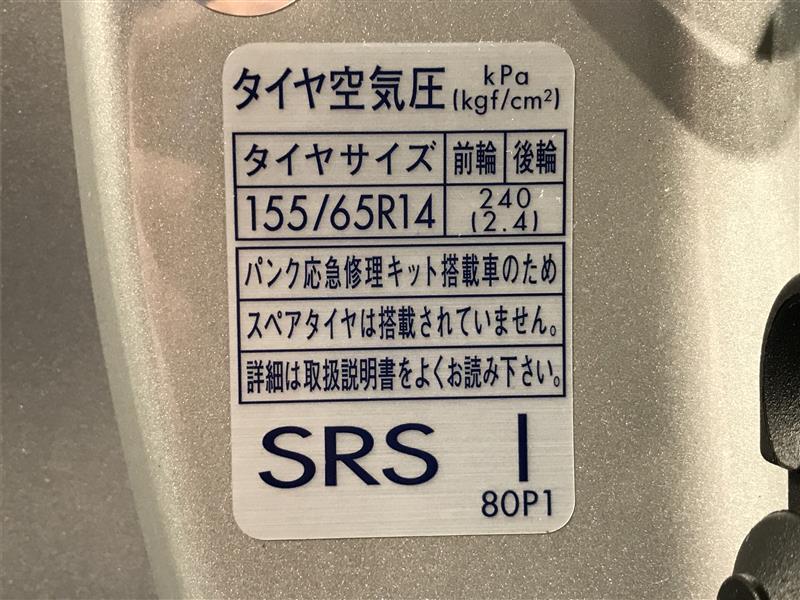 タイヤ空気圧 kPa (kgf/cm²)
タイヤサイズ 前輪 後輪
155/65R14 240 (2.4)
パンク応急修理キット搭載車のため
スペアタイヤは搭載されていません。
詳細は取扱説明書をよくお読み下さい。
SRS I
80P1